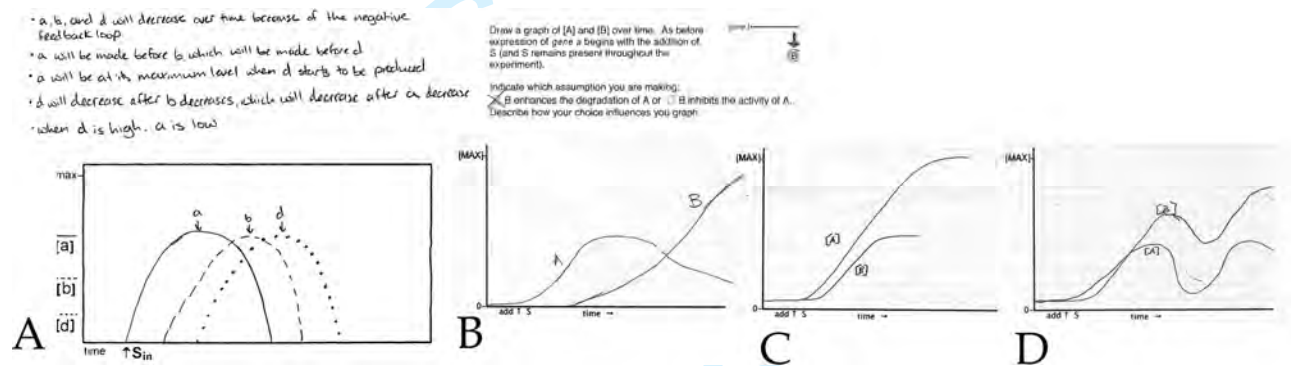 • a, b, and d will decrease over time because of the negative
feedback loop
• a will be made before b, which will be made before d
• a will be at its maximum level when d starts to be produced
• d will decrease after b decreases, which will decrease after a decrease
• when d is high, a is low
Draw a graph of [A] and [B] over time. As before
expression of gene a begins with the addition of
S (and S remains present throughout the
experiment).
Indicate which assumption you are making:
B enhances the degradation of A or B inhibits the activity of A.
Describe how your choice influences you graph
B
max
a
b
d
[a]
[b]
[d]
time ↑Sin
A
[MAX]
A
B
0
add ↑ S time →
B
[MAX]
[A]
[B]
0
add ↑ S time →
C
[MAX]
[B]
[A]
0
add ↑ S time →
D